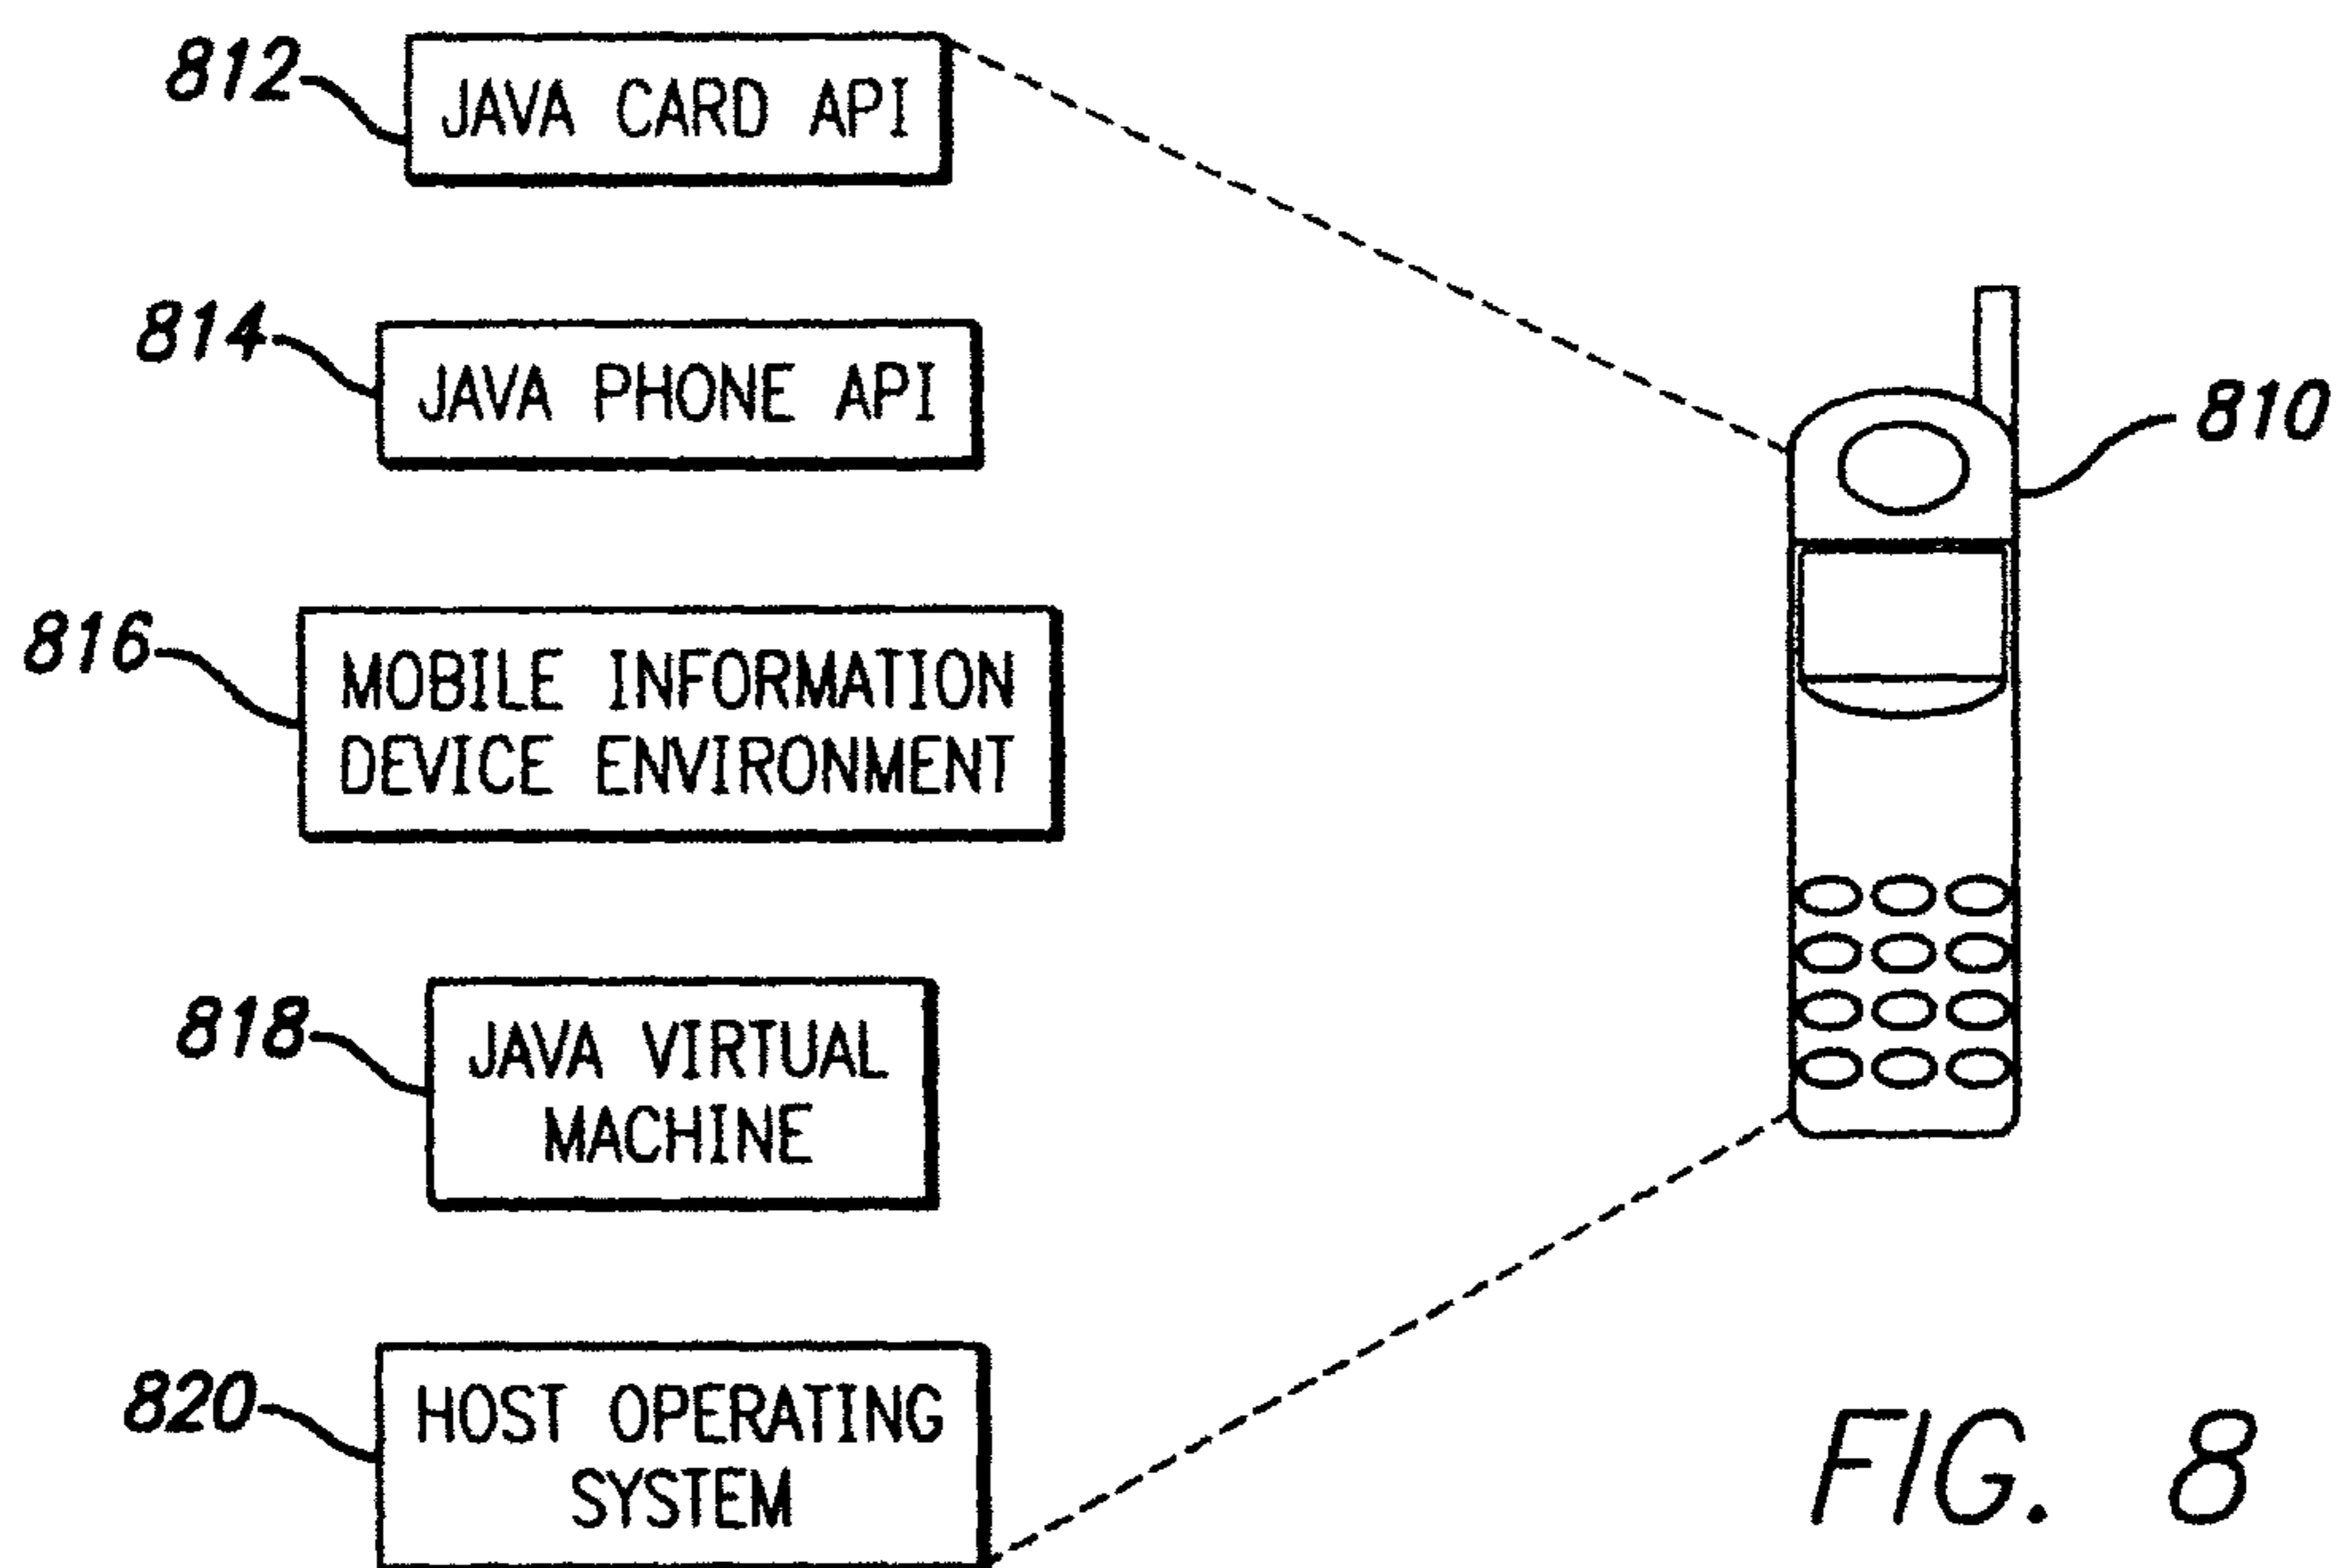 812
JAVA CARD API
814
JAVA PHONE API
810
816
MOBILE INFORMATION
DEVICE ENVIRONMENT
818
JAVA VIRTUAL
MACHINE
820
HOST OPERATING
SYSTEM
FIG. 8